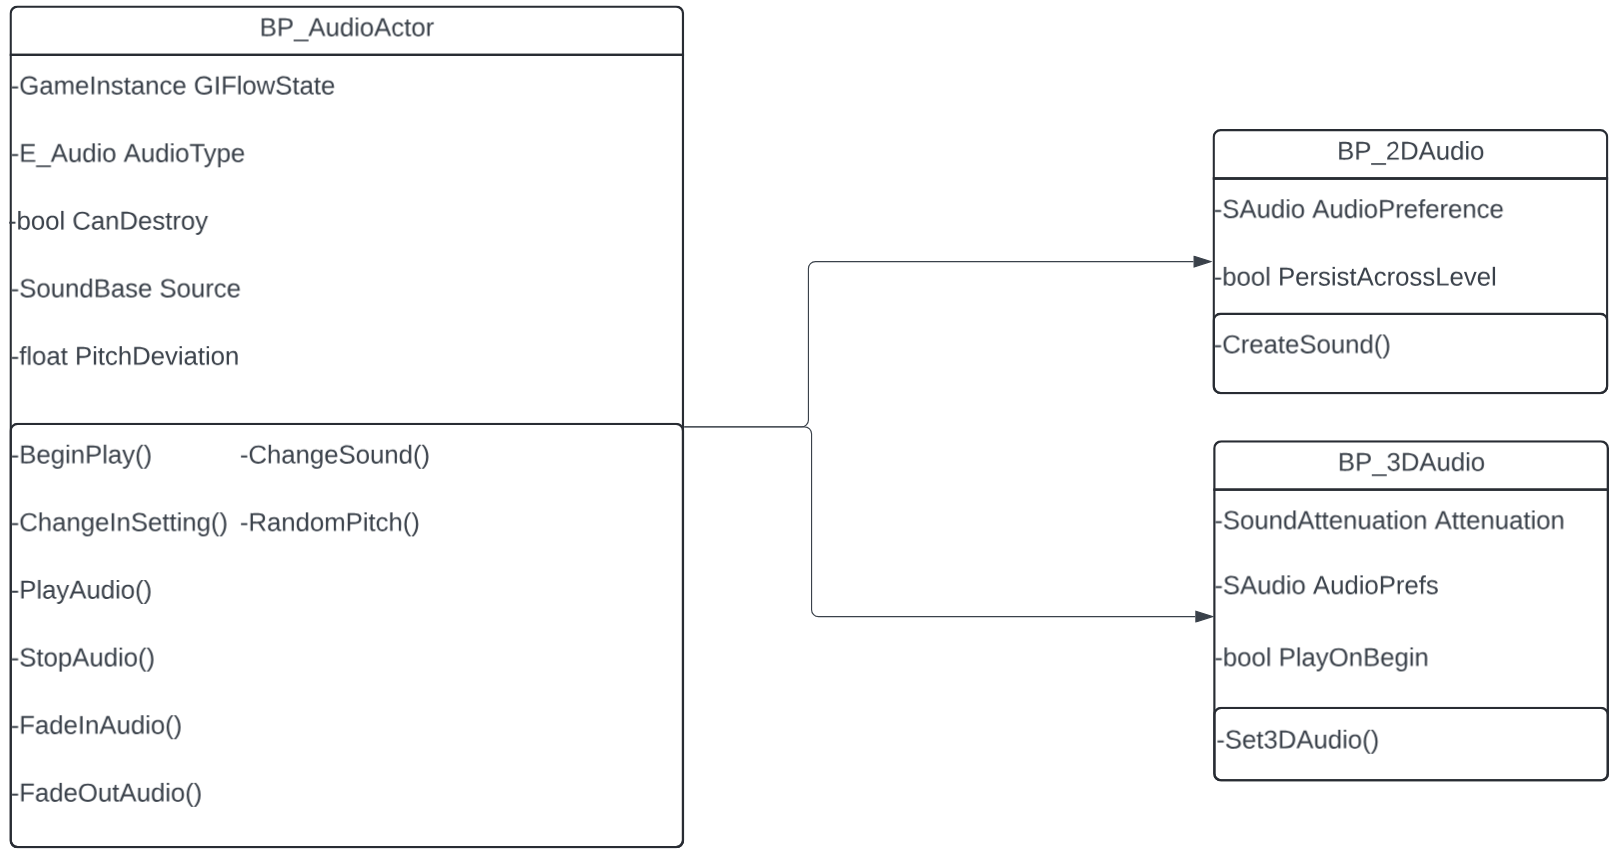 BP_AudioActor
-GameInstance GIFlowState
-E_Audio AudioType
-bool CanDestroy
-SoundBase Source
-float PitchDeviation
-BeginPlay() -ChangeSound()
-ChangeInSetting() -RandomPitch()
-PlayAudio()
-StopAudio()
-FadeInAudio()
-FadeOutAudio()
BP_2DAudio
-SAudio AudioPreference
-bool PersistAcrossLevel
-CreateSound()
BP_3DAudio
-SoundAttenuation Attenuation
-SAudio AudioPrefs
-bool PlayOnBegin
-Set3DAudio()